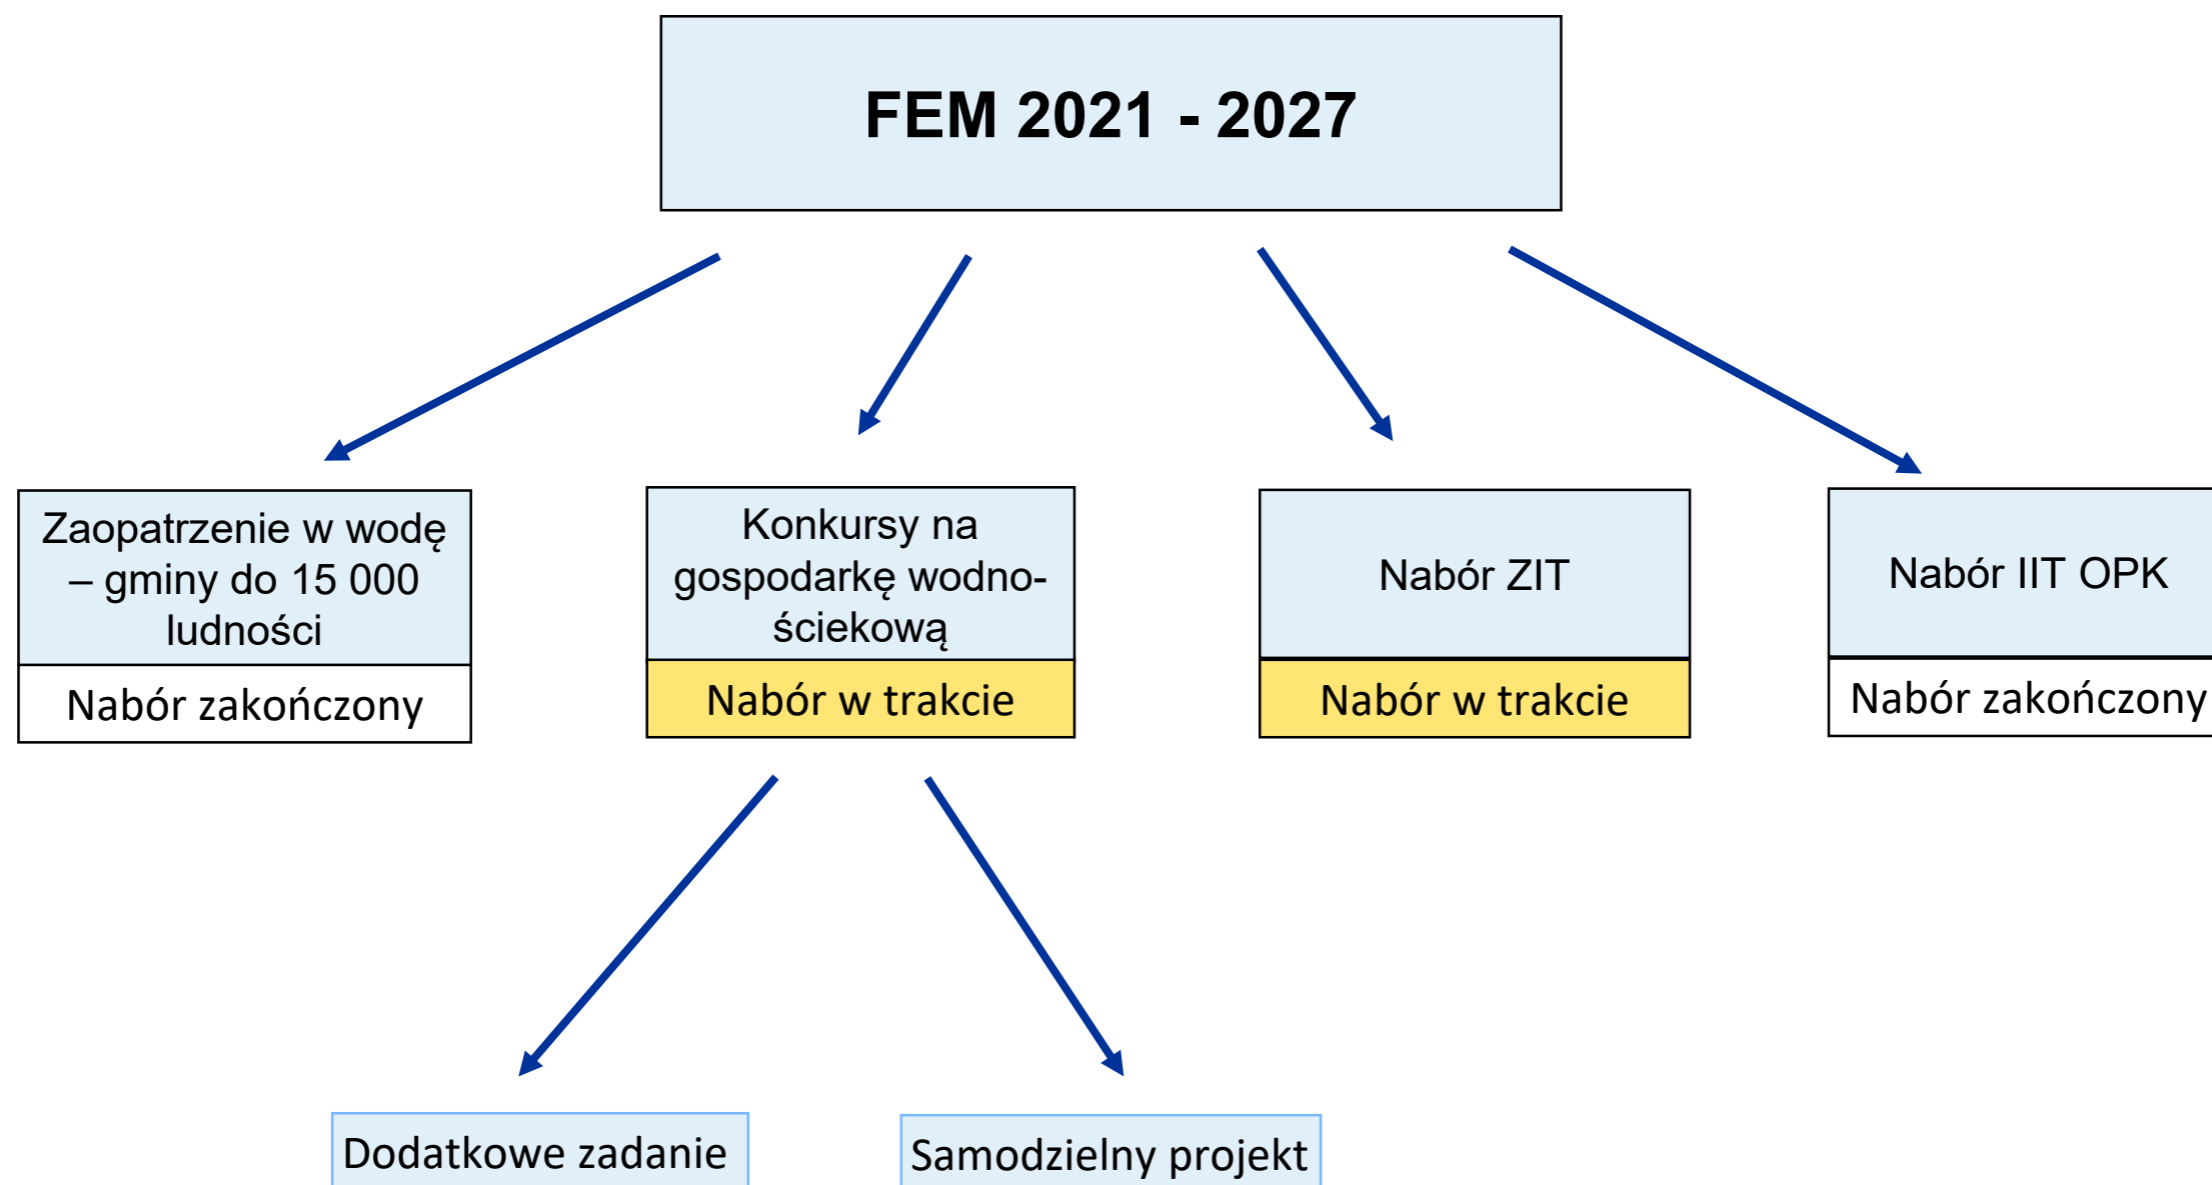 FEM 2021 - 2027
Zaopatrzenie w wodę
– gminy do 15 000
ludności
Nabór zakończony
Konkursy na
gospodarkę wodno-
ściekową
Nabór w trakcie
Nabór ZIT
Nabór w trakcie
Nabór IIT OPK
Nabór zakończony
Dodatkowe zadanie
Samodzielny projekt